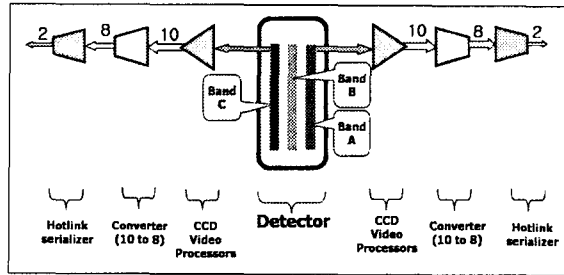 2 8 10 10 8 2
Band
B
Band
C
Band
A
Hotlink
serializer
Converter
(10 to 8)
CCD
Video
Processors
Detector
CCD
Video
Processors
Converter
(10 to 8)
Hotlink
serializer